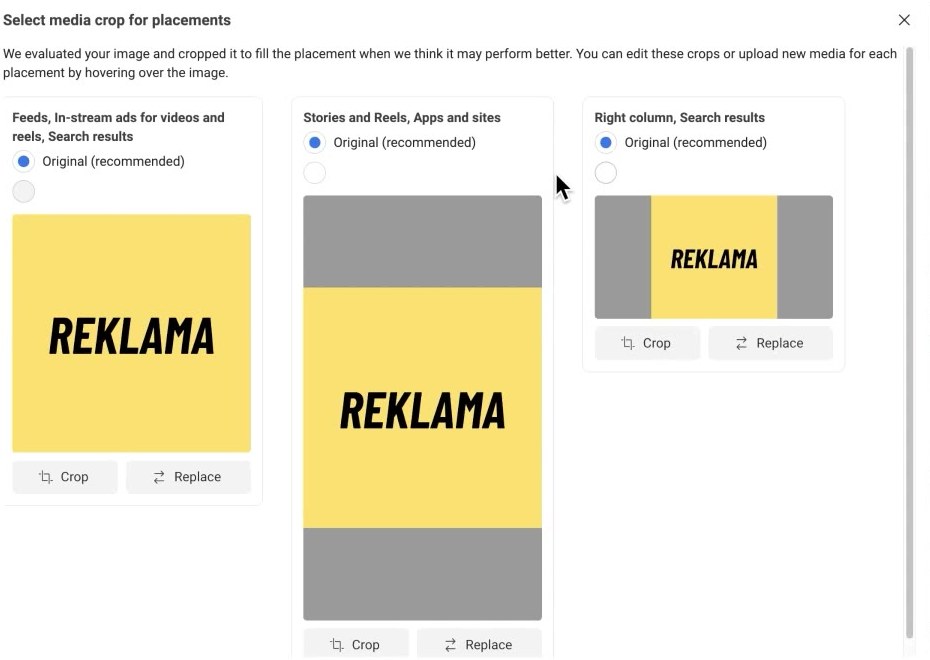 Select media crop for placements
We evaluated your image and cropped it to fill the placement when we think it may perform better. You can edit these crops or upload new media for each
placement by hovering over the image.
Feeds, In-stream ads for videos and
reels, Search results
Original (recommended)
REKLAMA
Crop
Replace
Stories and Reels, Apps and sites
Original (recommended)
REKLAMA
Crop
Replace
Right column, Search results
Original (recommended)
REKLAMA
Crop
Replace